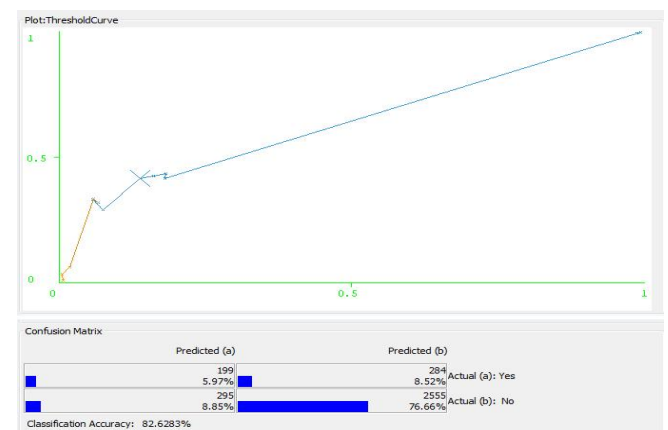 Plot:ThresholdCurve
1
0.5
0
0 0.5 1
Confusion Matrix
Predicted (a) Predicted (b)
199 284
5.97% 8.52% Actual (a): Yes
295 2555
8.85% 76.66% Actual (b): No
Classification Accuracy: 82.6283%